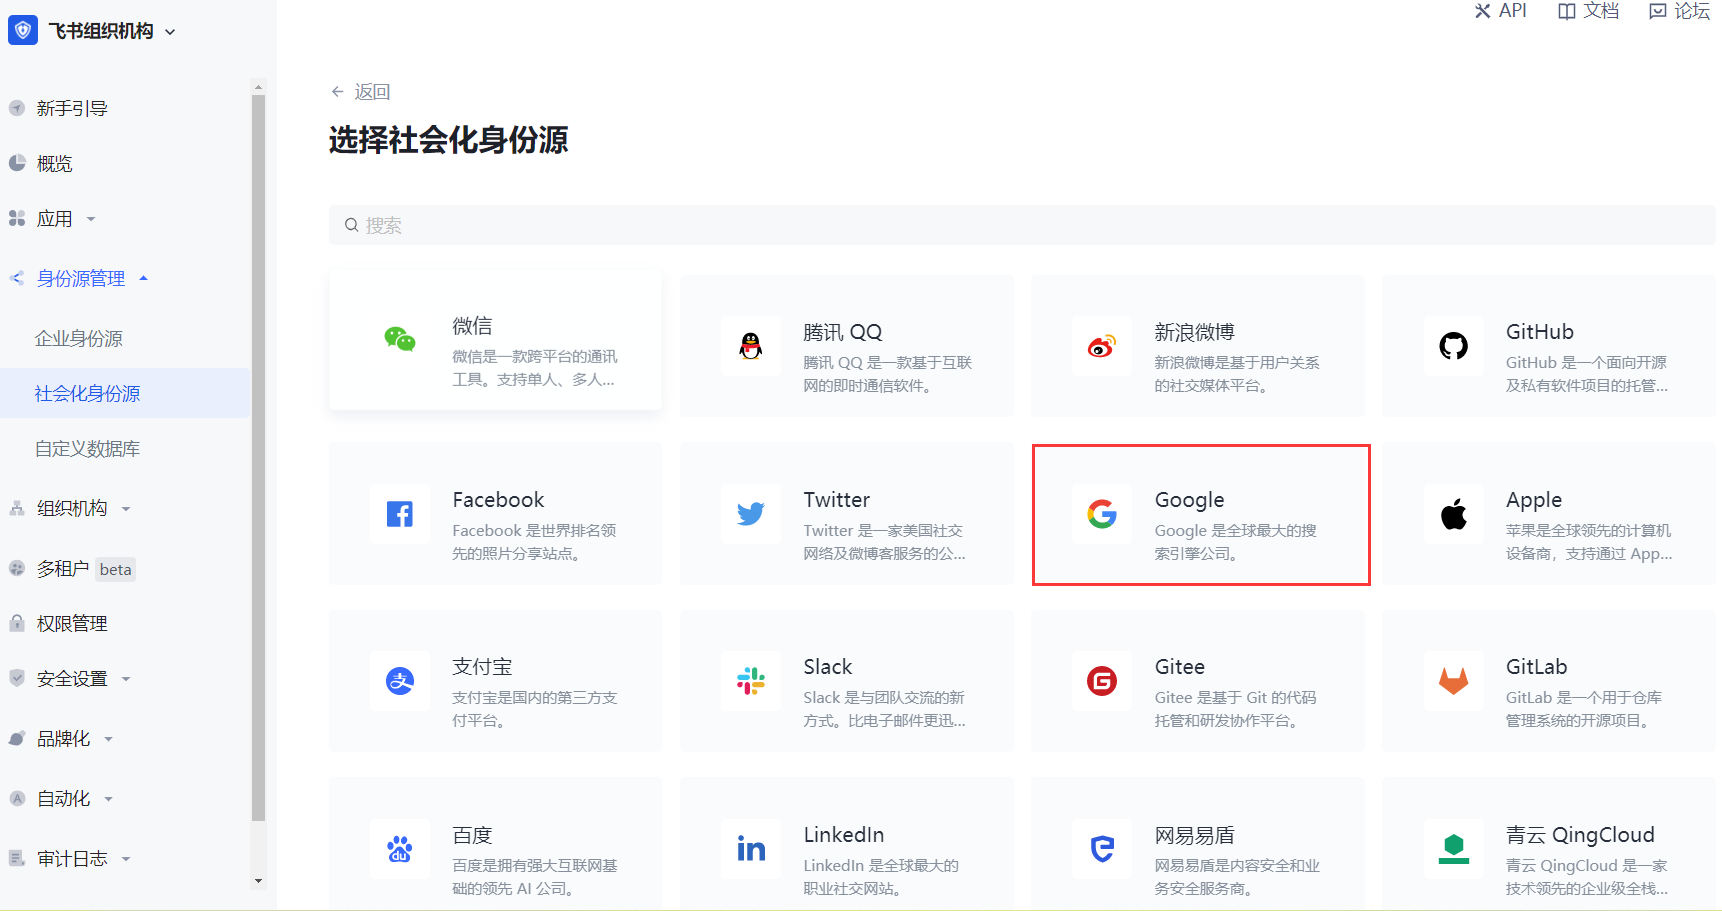 飞书组织机构
API
文档
论坛
新手引导
概览
应用
身份源管理
企业身份源
社会化身份源
自定义数据库
组织机构
多租户 beta
权限管理
安全设置
品牌化
自动化
审计日志
返回
选择社会化身份源
搜索
微信
微信是一款跨平台的通讯
工具。支持单人、多人...
腾讯 QQ
腾讯 QQ 是一款基于互联
网的即时通信软件。
新浪微博
新浪微博是基于用户关系
的社交媒体平台。
GitHub
GitHub 是一个面向开源
及私有软件项目的托管...
Facebook
Facebook 是世界排名领
先的照片分享站点。
Twitter
Twitter 是一家美国社交
网络及微博客服务的公...
Google
Google 是全球最大的搜
索引擎公司。
Apple
苹果是全球领先的计算机
设备商，支持通过 App...
支付宝
支付宝是国内的第三方支
付平台。
Slack
Slack 是与团队交流的新
方式。比电子邮件更迅...
Gitee
Gitee 是基于 Git 的代码
托管和研发协作平台。
GitLab
GitLab 是一个用于仓库
管理系统的开源项目。
百度
百度是拥有强大互联网基
础的领先 AI 公司。
LinkedIn
LinkedIn 是全球最大的
职业社交网站。
网易易盾
网易易盾是内容安全和业
务安全服务商。
青云 QingCloud
青云 QingCloud 是一家
技术领先的企业级全栈...